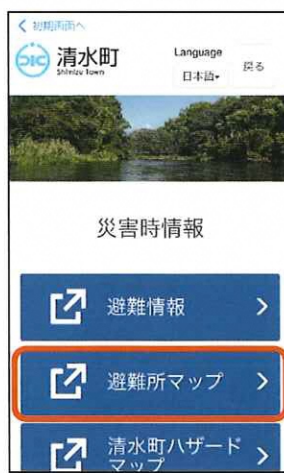 初期画面へ
DIC 清水町
Shimizu Town
Language
日本語
戻る
災害時情報
避難情報
避難所マップ
清水町ハザード
マップ